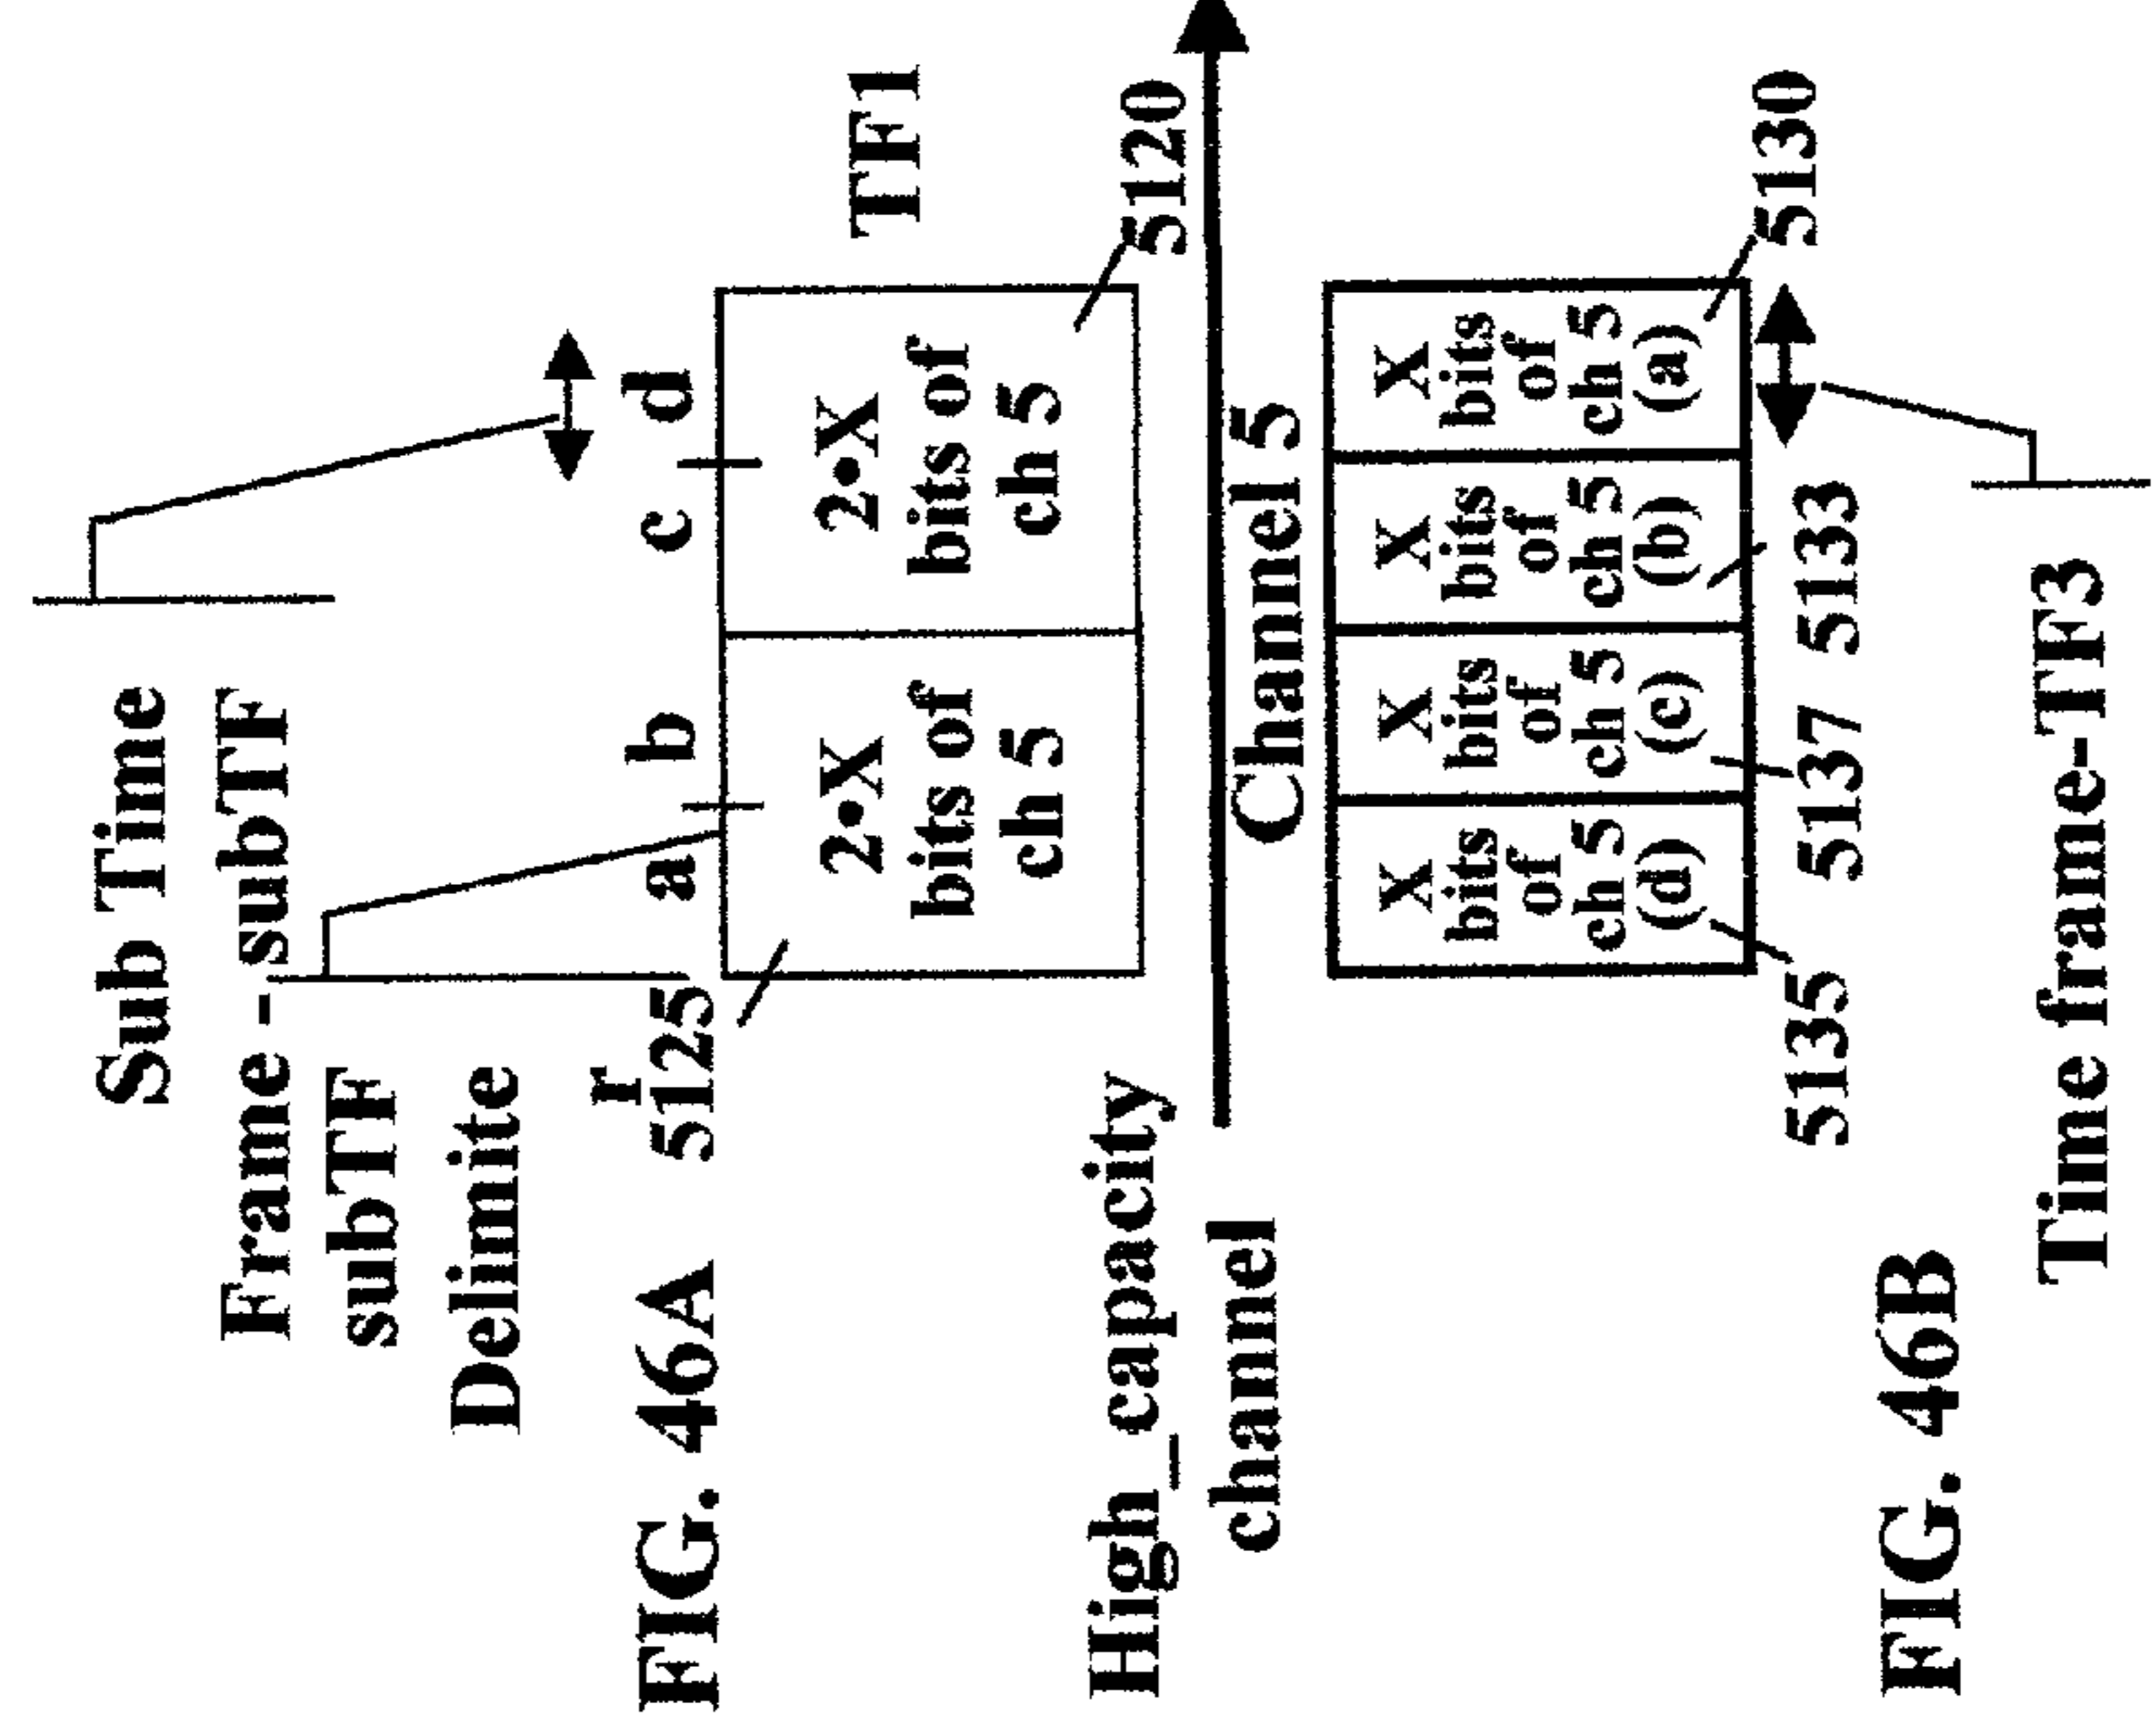 Sub Time
Frame - subTF
subTF
Delimite
r
a b c d
TF1
FIG. 46A
5125
2•X
bits of
ch 5
2•X
bits of
ch 5
5120
High_capacity
channel
Channel 5
X
bits
of
ch 5
(d)
X
bits
of
ch 5
(c)
X
bits
of
ch 5
(b)
X
bits
of
ch 5
(a)
5130
5135
5137
5133
FIG. 46B
Time frame-TF3